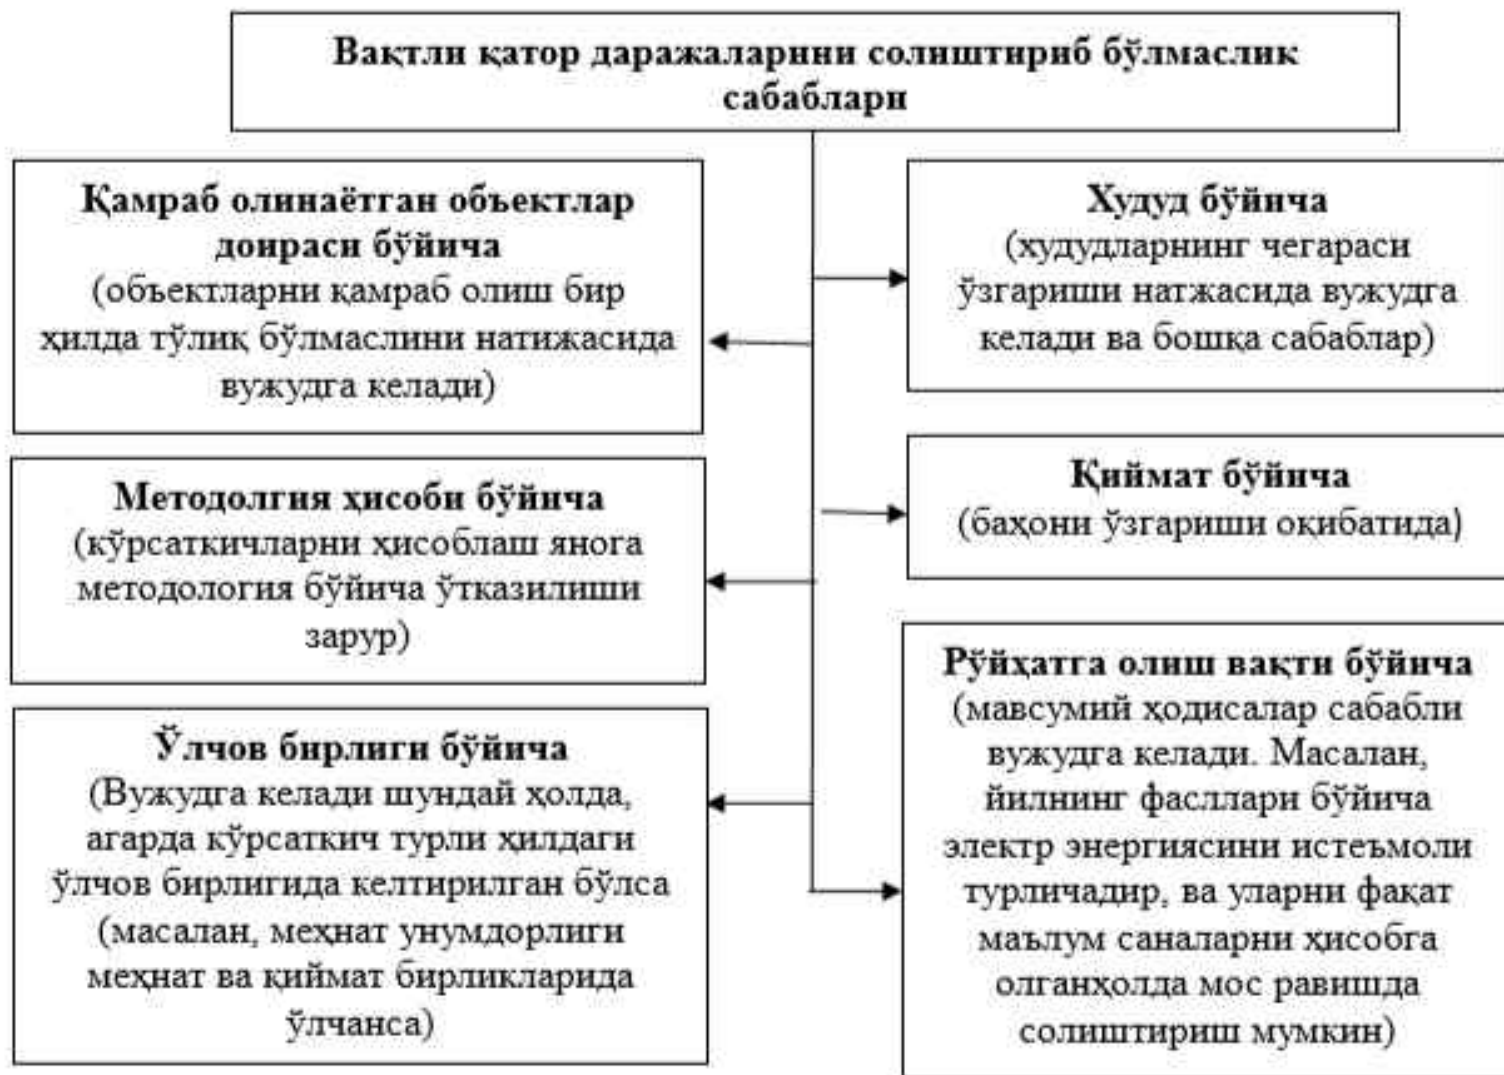 Вақтли қатор даражаларини солиштириб бўлмаслик
сабаблари
Қамраб олинаётган объектлар
доираси бўйича
(объектларни қамраб олиш бир
ҳилда тўлиқ бўлмаслини натижасида
вужудга келади)
Методолгия ҳисоби бўйича
(кўрсаткичларни ҳисоблаш янога
методология бўйича ўтказилиши
зарур)
Ўлчов бирлиги бўйича
(Вужудга келади шундай ҳолда,
агарда кўрсаткич турли ҳилдаги
ўлчов бирлигида келтирилган бўлса
(масалан, меҳнат унумдорлиги
меҳнат ва қиймат бирликларида
ўлчанса)
Худуд бўйича
(худудларнинг чегараси
ўзгариши натжасида вужудга
келади ва бошқа сабаблар)
Қиймат бўйича
(баҳони ўзгариши оқибатида)
Рўйҳатга олиш вақти бўйича
(мавсумий ҳодисалар сабабли
вужудга келади. Масалан,
йилнинг фасллари бўйича
электр энергиясини истеъмоли
турличадир, ва уларни фақат
маълум саналарни ҳисобга
олганҳолда мос равишда
солиштириш мумкин)